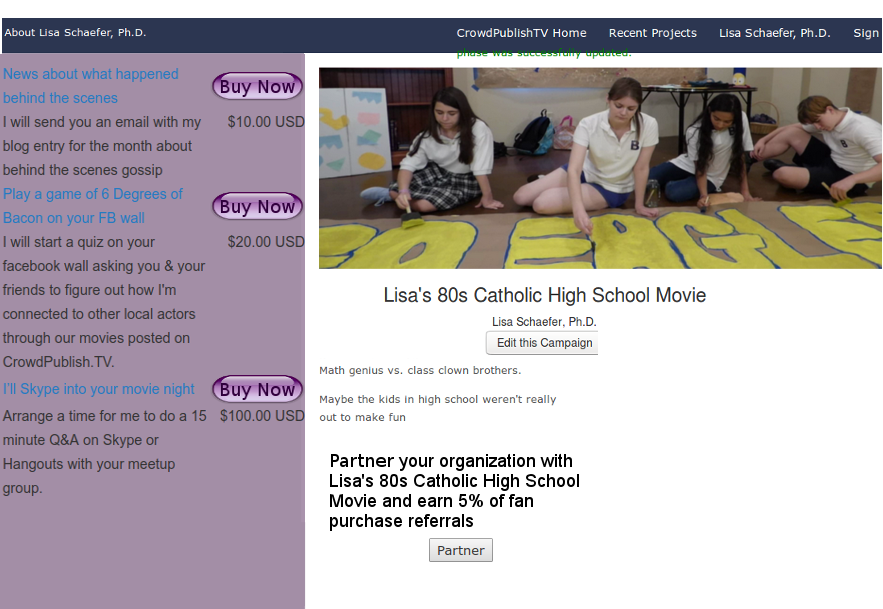 About Lisa Schaefer, Ph.D.
CrowdPublishTV Home Recent Projects Lisa Schaefer, Ph.D. Sign
phase was successfully updated.
News about what happened
behind the scenes
Buy Now
I will send you an email with my
blog entry for the month about
behind the scenes gossip
$10.00 USD
Play a game of 6 Degrees of
Bacon on your FB wall
Buy Now
I will start a quiz on your
facebook wall asking you & your
friends to figure out how I'm
connected to other local actors
through our movies posted on
CrowdPublish.TV.
$20.00 USD
I'll Skype into your movie night
Buy Now
Arrange a time for me to do a 15
minute Q&A on Skype or
Hangouts with your meetup
group.
$100.00 USD
B
B
GO EAGLES
Lisa's 80s Catholic High School Movie
Lisa Schaefer, Ph.D.
Edit this Campaign
Math genius vs. class clown brothers.
Maybe the kids in high school weren't really
out to make fun
Partner your organization with
Lisa's 80s Catholic High School
Movie and earn 5% of fan
purchase referrals
Partner